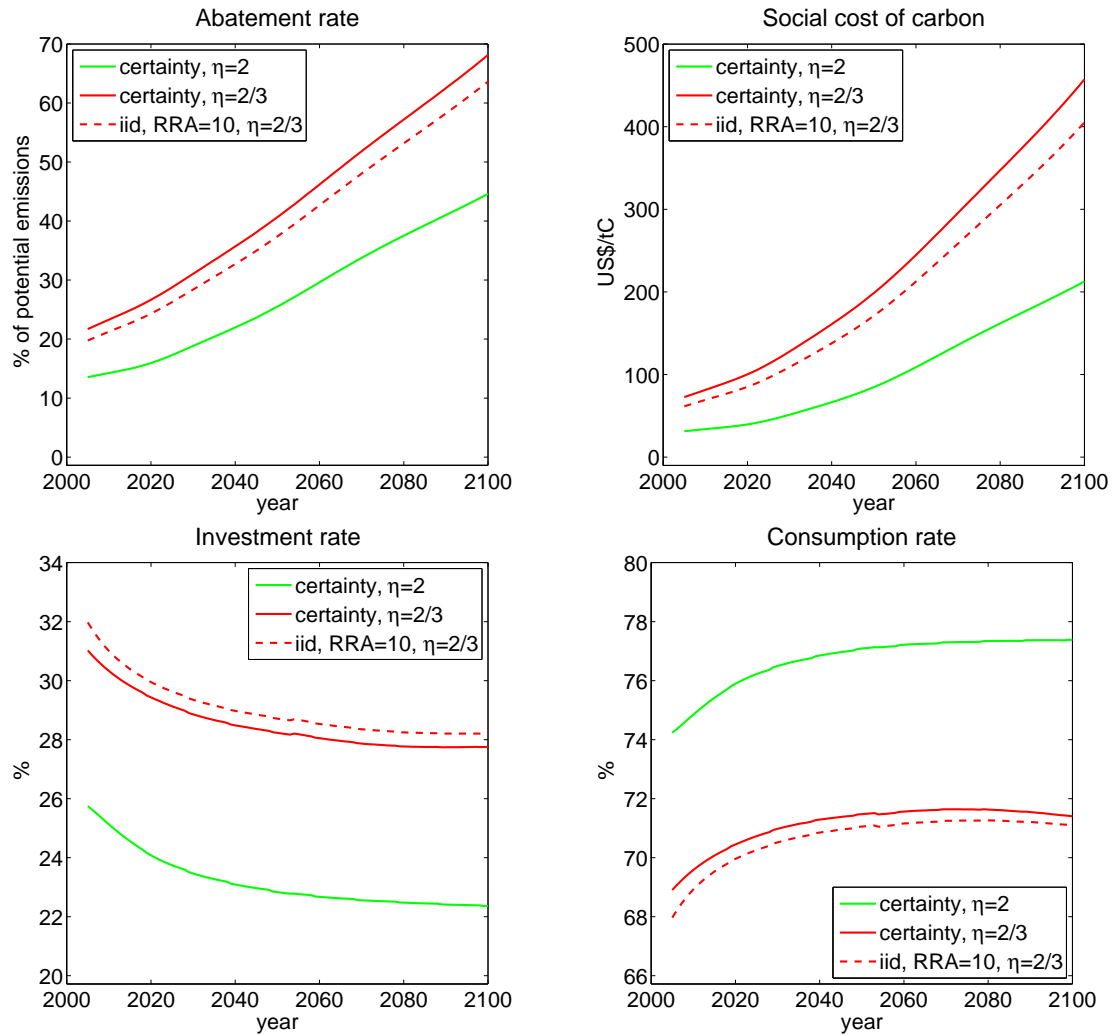 Abatement rate
70
60
50
40
30
20
10
0
% of potential emissions
certainty, η=2
certainty, η=2/3
iid, RRA=10, η=2/3
2000 2020 2040 2060 2080 2100
year
Social cost of carbon
500
400
300
200
100
0
US$/tC
certainty, η=2
certainty, η=2/3
iid, RRA=10, η=2/3
2000 2020 2040 2060 2080 2100
year
Investment rate
34
32
30
28
26
24
22
20
%
certainty, η=2
certainty, η=2/3
iid, RRA=10, η=2/3
2000 2020 2040 2060 2080 2100
year
Consumption rate
80
78
76
74
72
70
68
66
%
certainty, η=2
certainty, η=2/3
iid, RRA=10, η=2/3
2000 2020 2040 2060 2080 2100
year